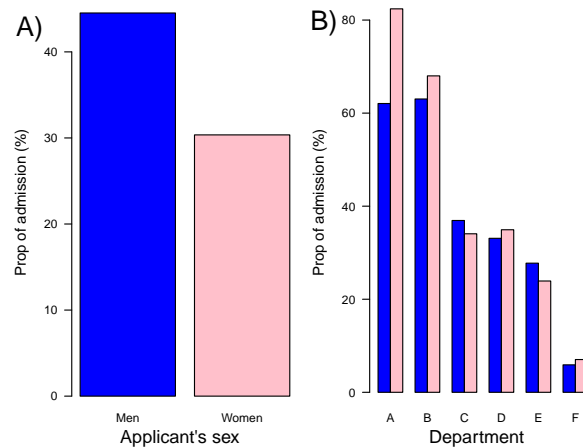 A)
Prop of admission (%)
40
30
20
10
0
Men Women
Applicant's sex
B)
Prop of admission (%)
80
60
40
20
0
A B C D E F
Department